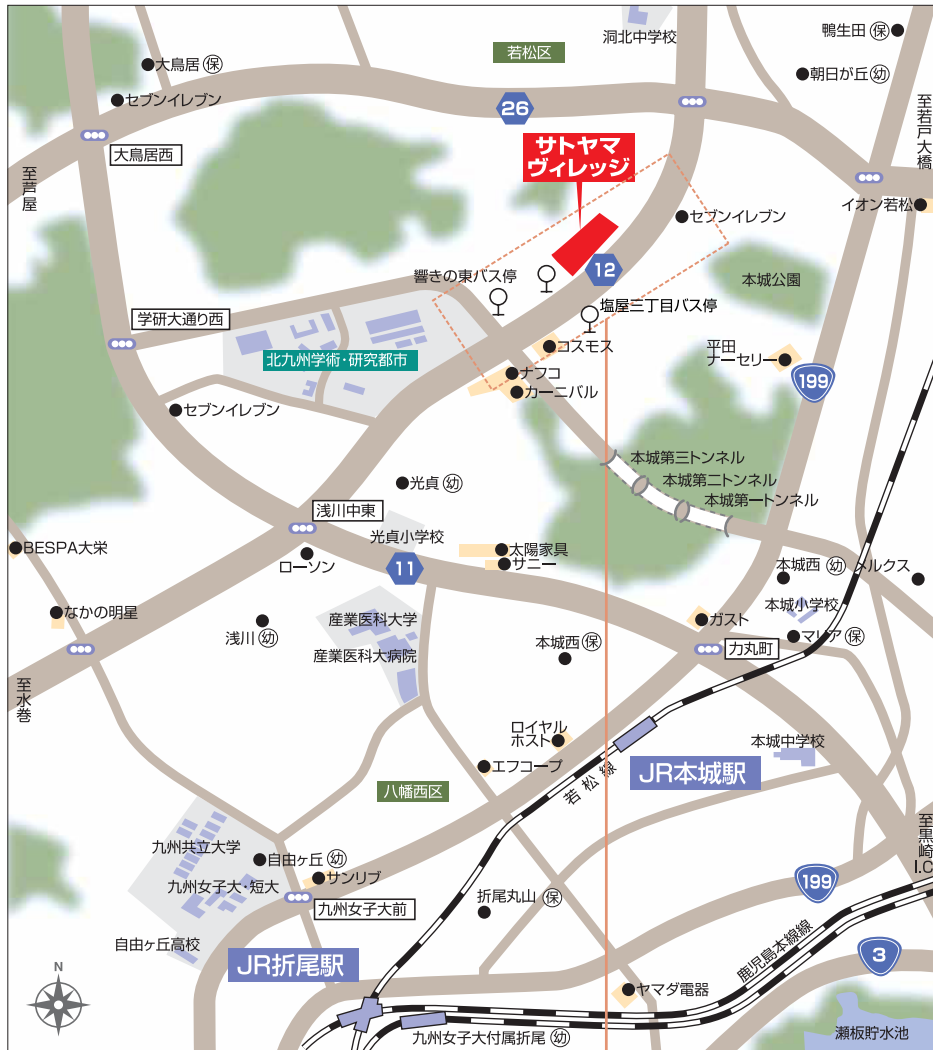 洞北中学校
鴨生田 保
若松区
大鳥居 保
朝日が丘 幼
セブンイレブン
至若戸大橋
26
大鳥居西
サトヤマ
ヴィレッジ
至芦屋
イオン若松
セブンイレブン
響きの東バス停
12
本城公園
塩屋三丁目バス停
学研大通り西
コスモス
平田
ナーセリー
北九州学術・研究都市
ナフコ
199
カーニバル
セブンイレブン
本城第三トンネル
本城第二トンネル
光貞 幼
本城第一トンネル
浅川中東
光貞小学校
BESPA大栄
太陽家具
ローソン
サニー
11
本城西 幼
メルクス
なかの明星
産業医科大学
本城小学校
ガスト
浅川 幼
マリア 保
本城西 保
力丸町
産業医科大病院
至水巻
ロイヤル
ホスト
本城中学校
エフコープ
JR本城駅
若松線
八幡西区
至黒崎I.C
九州共立大学
自由ヶ丘 幼
サンリブ
199
九州女子大・短大
折尾丸山 保
九州女子大前
自由ヶ丘高校
鹿児島本線線
3
JR折尾駅
N
ヤマダ電器
九州女子大付属折尾 幼
瀬板貯水池